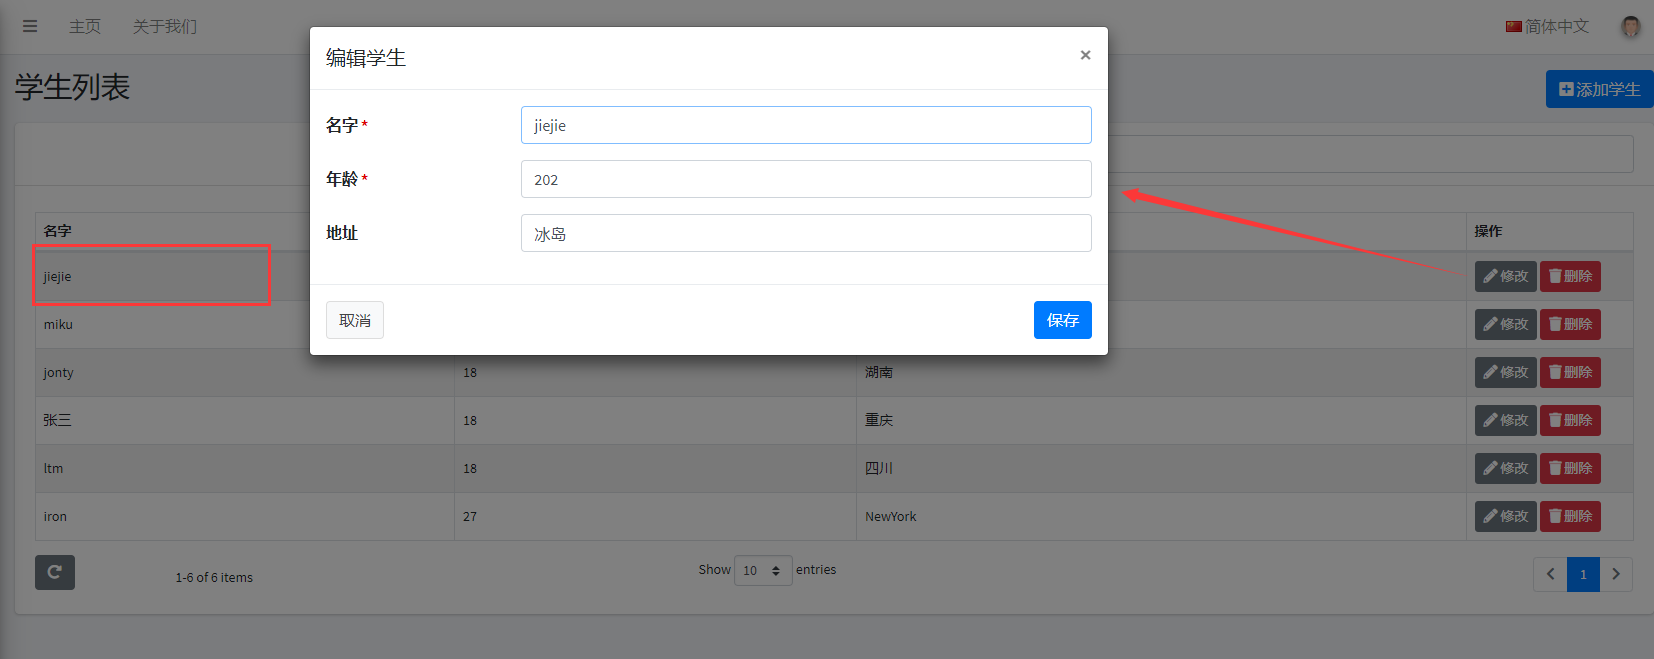 主页 关于我们 简体中文
学生列表 添加学生
编辑学生 ×
名字 * jiejie
年龄 * 202
地址 冰岛
取消 保存
名字 操作
jiejie 修改 删除
miku 修改 删除
jonty 18 湖南 修改 删除
张三 18 重庆 修改 删除
ltm 18 四川 修改 删除
iron 27 NewYork 修改 删除
1-6 of 6 items Show 10 entries 1